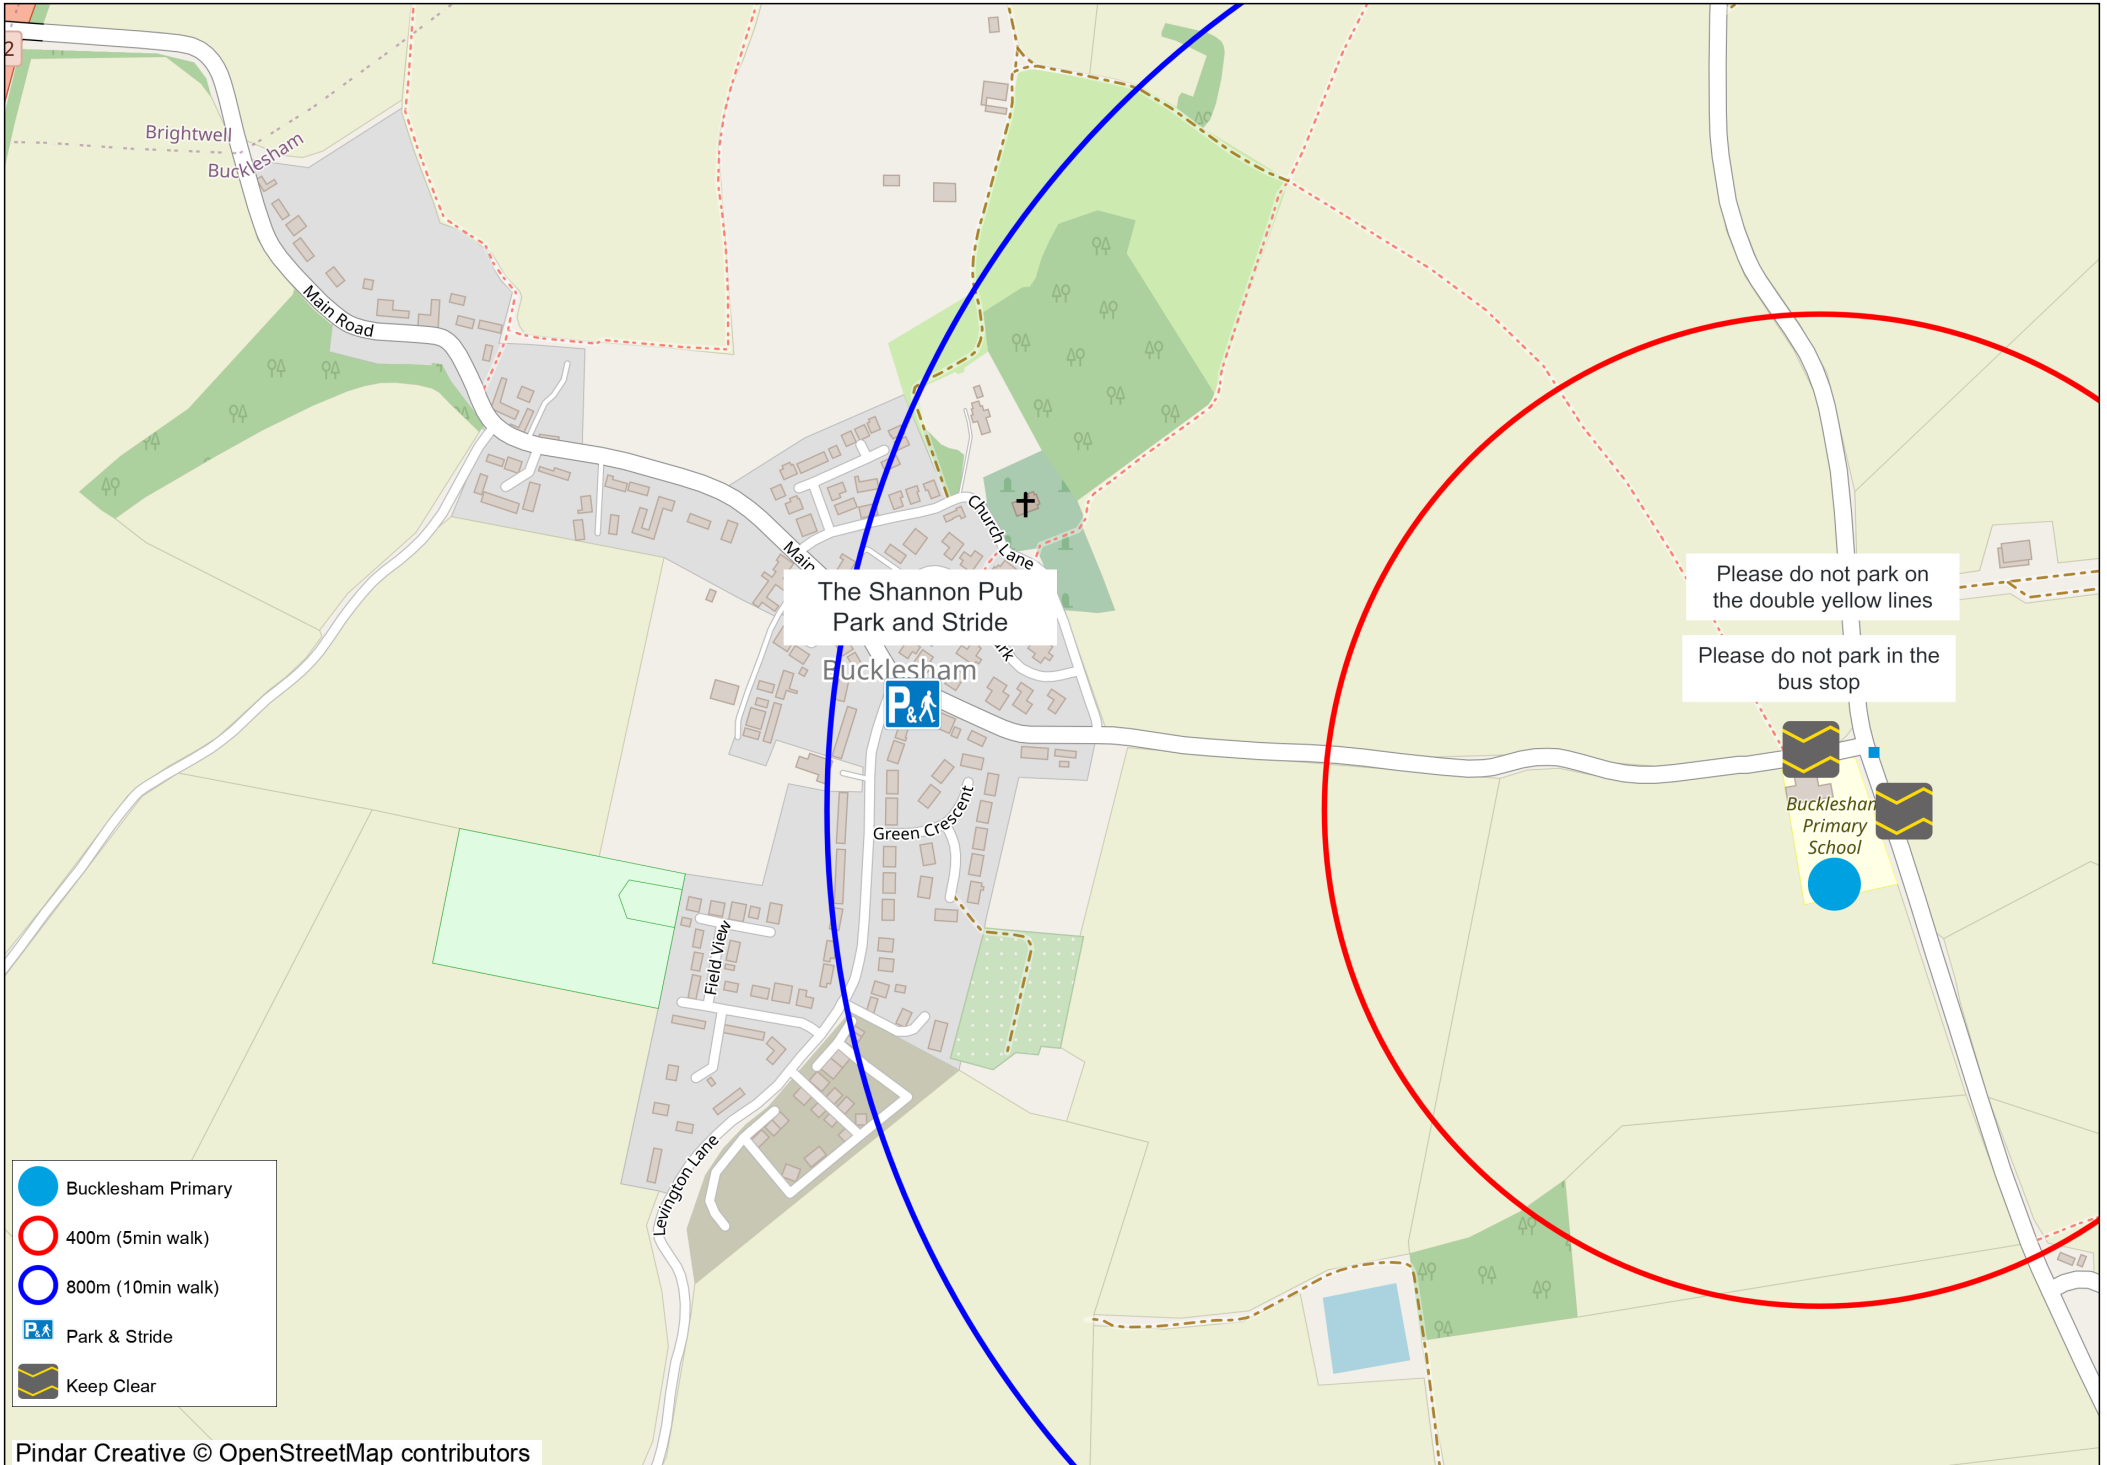 2
Brightwell
Bucklesham
Main Road
Church Lane
Main
The Shannon Pub
Park and Stride
rk
Bucklesham
P&
Please do not park on
the double yellow lines
Please do not park in the
bus stop
Green Crescent
Bucklesham
Primary
School
Field View
Levington Lane
Bucklesham Primary
400m (5min walk)
800m (10min walk)
P& Park & Stride
Keep Clear
Pindar Creative © OpenStreetMap contributors